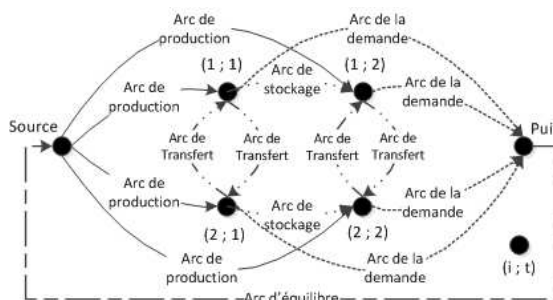 Arc de
production
Arc de la
demande
(1 ; 1)
(1 ; 2)
Arc de
production
Arc de
stockage
Arc de la
demande
Source
Arc de
Transfert
Arc de
Transfert
Arc de
Transfert
Arc de
Transfert
Pui
Arc de
production
Arc de
stockage
Arc de la
demande
(2 ; 1)
(2 ; 2)
Arc de
production
Arc de la
demande
(i ; t)
Arc d'équilibre